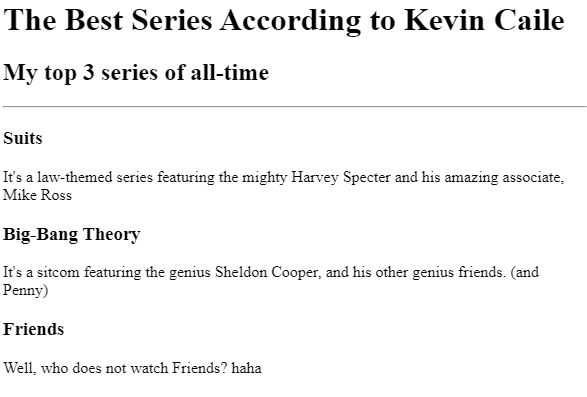 The Best Series According to Kevin Caile
My top 3 series of all-time
Suits
It's a law-themed series featuring the mighty Harvey Specter and his amazing associate,
Mike Ross
Big-Bang Theory
It's a sitcom featuring the genius Sheldon Cooper, and his other genius friends. (and
Penny)
Friends
Well, who does not watch Friends? haha